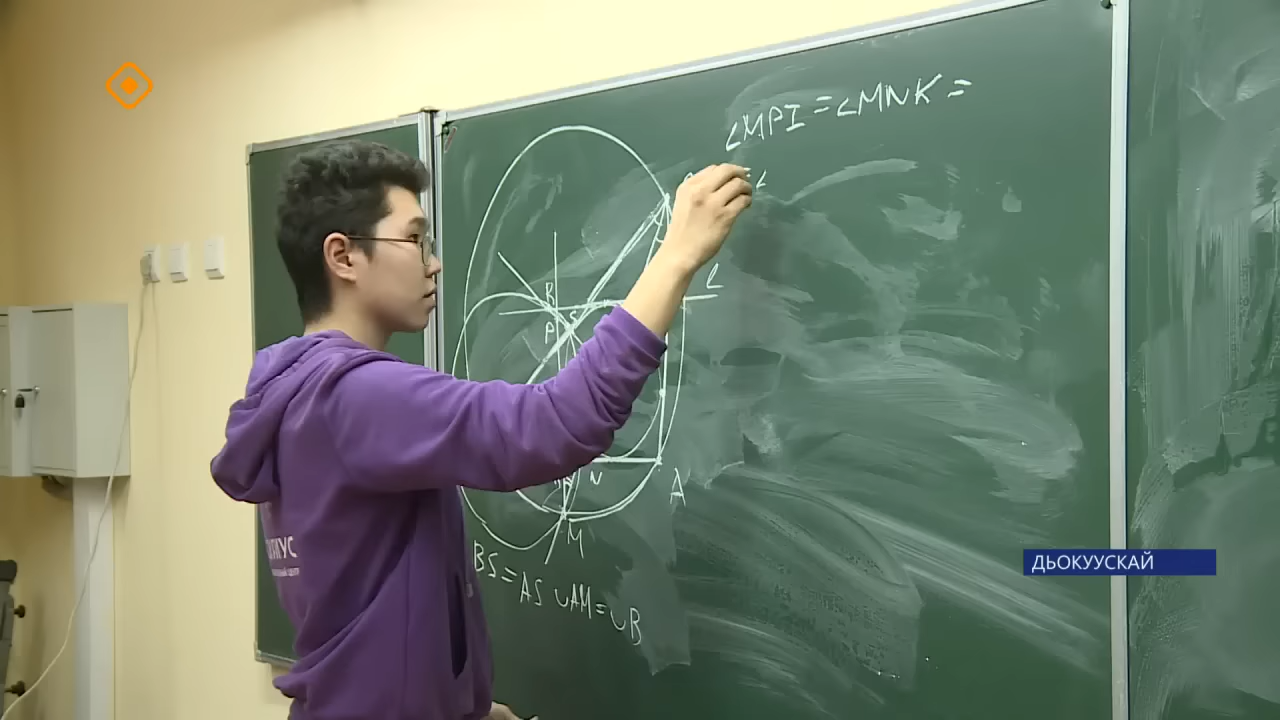 ∠MPI = ∠MNK =
∠
L
K
P
S
N
A
M
BS = AS ∪AM = ∪B
ДЬОКУУСКАЙ